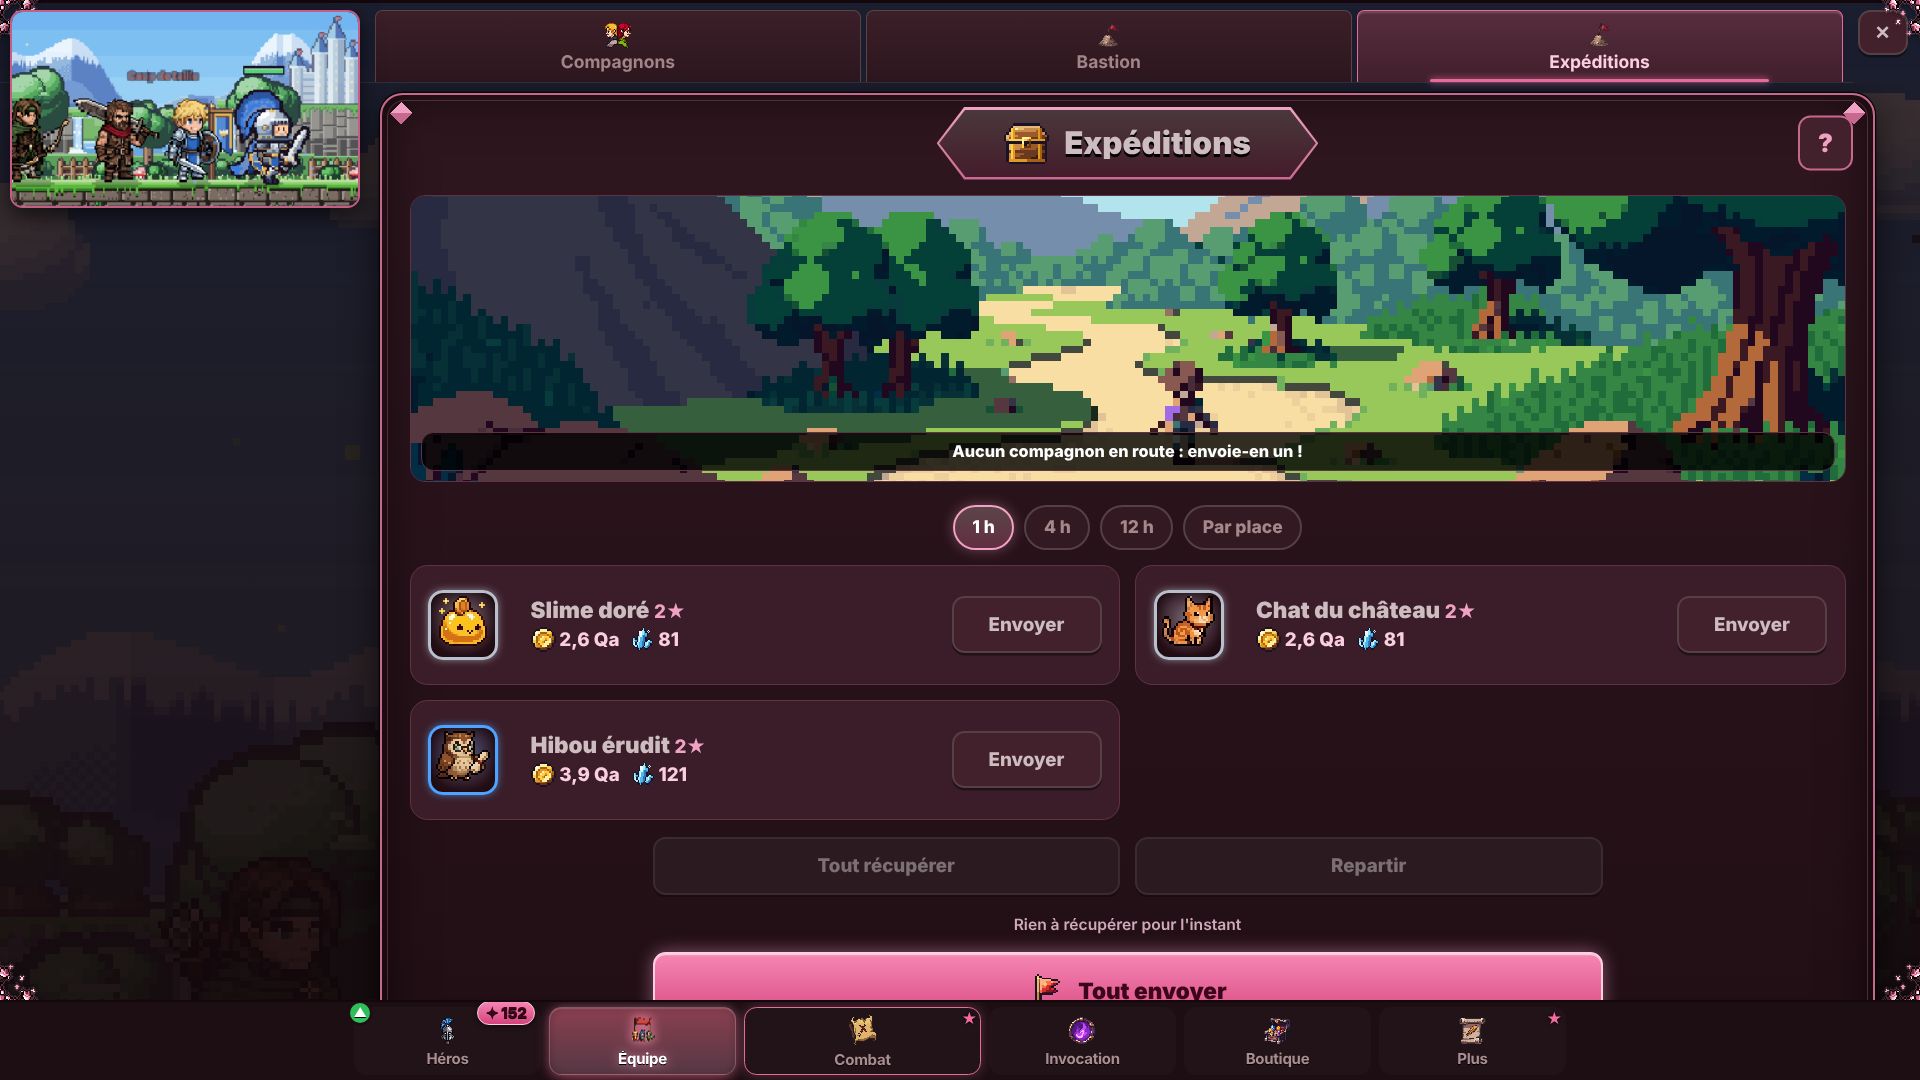 Compagnons
Bastion
Expéditions
×
Expéditions
?
Aucun compagnon en route : envoie-en un !
1 h
4 h
12 h
Par place
Slime doré 2★
2,6 Qa 81
Envoyer
Chat du château 2★
2,6 Qa 81
Envoyer
Hibou érudit 2★
3,9 Qa 121
Envoyer
Tout récupérer
Repartir
Rien à récupérer pour l'instant
Tout envoyer
152
Héros
Équipe
Combat
Invocation
Boutique
Plus